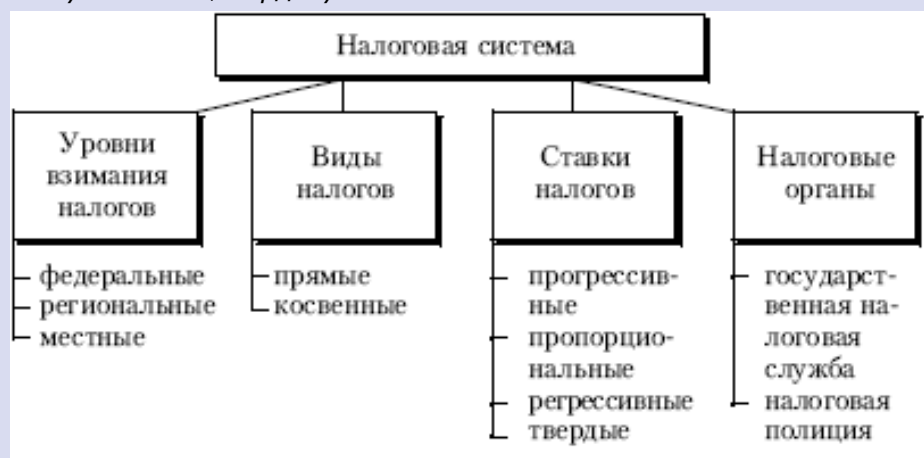 Налоговая система
Уровни
взимания
налогов
федеральные
региональные
местные
Виды
налогов
прямые
косвенные
Ставки
налогов
прогрессив-
ные
пропорцио-
нальные
регрессивные
твердые
Налоговые
органы
государст-
венная на-
логовая
служба
налоговая
полиция